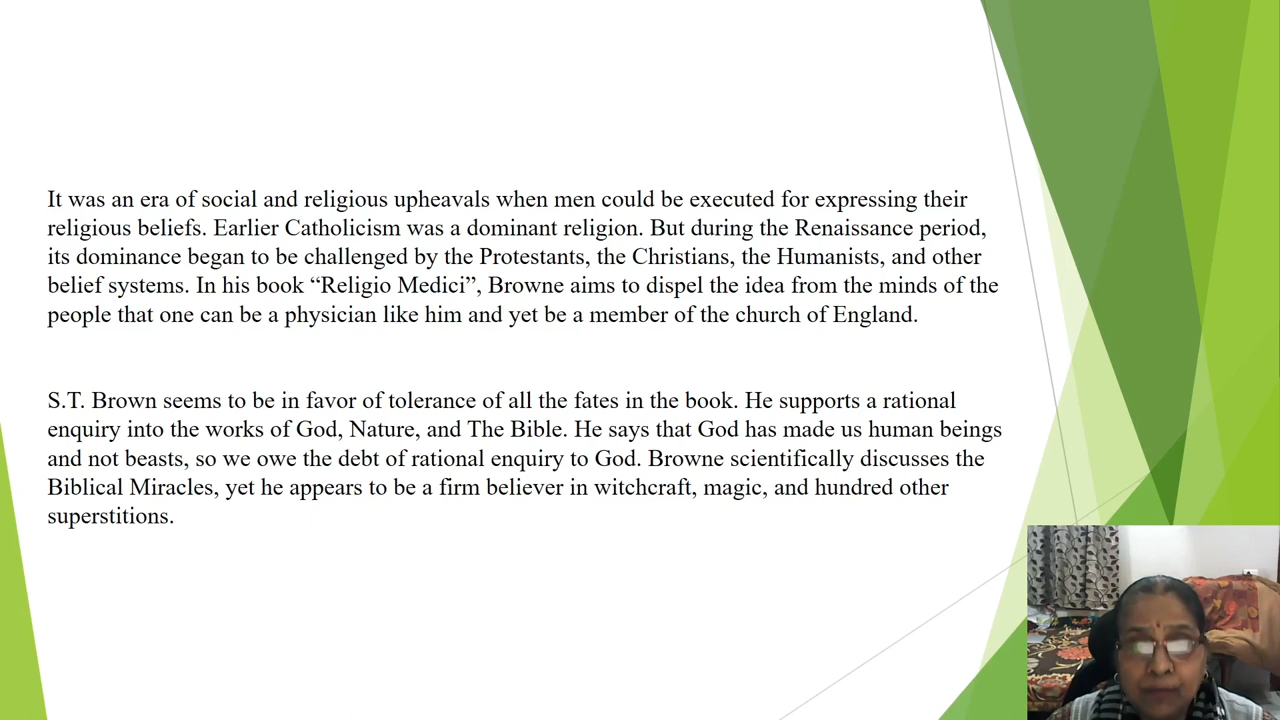 It was an era of social and religious upheavals when men could be executed for expressing their
religious beliefs. Earlier Catholicism was a dominant religion. But during the Renaissance period,
its dominance began to be challenged by the Protestants, the Christians, the Humanists, and other
belief systems. In his book “Religio Medici”, Browne aims to dispel the idea from the minds of the
people that one can be a physician like him and yet be a member of the church of England.
S.T. Brown seems to be in favor of tolerance of all the fates in the book. He supports a rational
enquiry into the works of God, Nature, and The Bible. He says that God has made us human beings
and not beasts, so we owe the debt of rational enquiry to God. Browne scientifically discusses the
Biblical Miracles, yet he appears to be a firm believer in witchcraft, magic, and hundred other
superstitions.